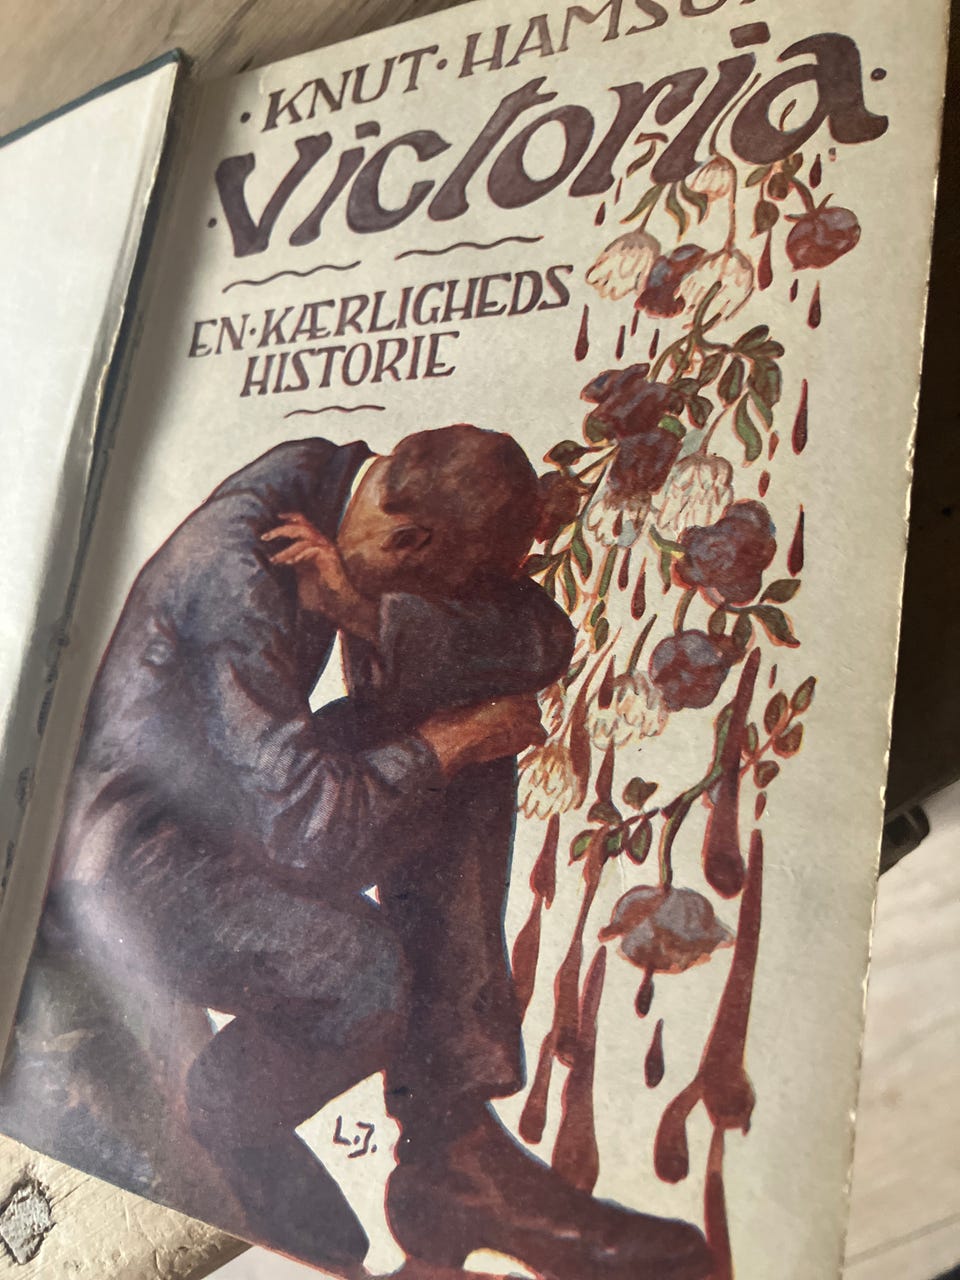 · KNUT · HAMSU
Victoria ·
EN · KÆRLIGHEDS
HISTORIE
L.J.